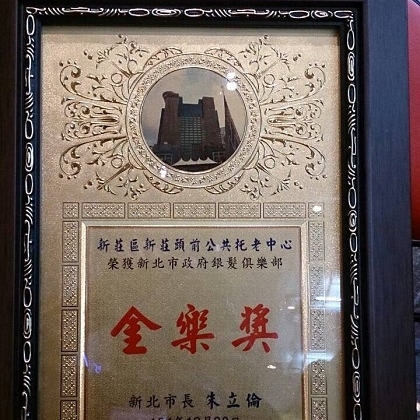 新莊區新莊頭前公共托老中心
榮獲新北市政府銀髮俱樂部
金樂獎
新北市長 朱立倫